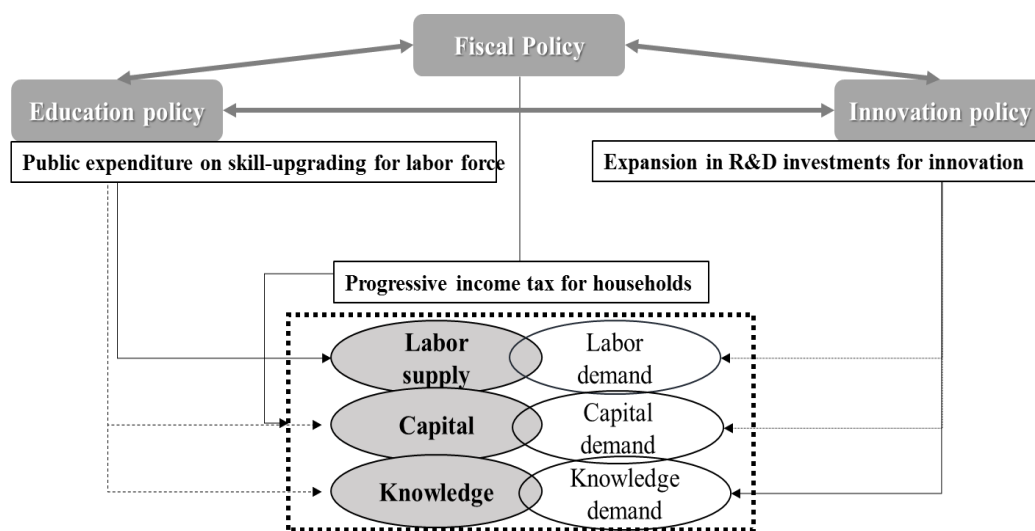 Fiscal Policy
Education policy
Innovation policy
Public expenditure on skill-upgrading for labor force
Expansion in R&D investments for innovation
Progressive income tax for households
Labor
supply
Labor
demand
Capital
Capital
demand
Knowledge
Knowledge
demand